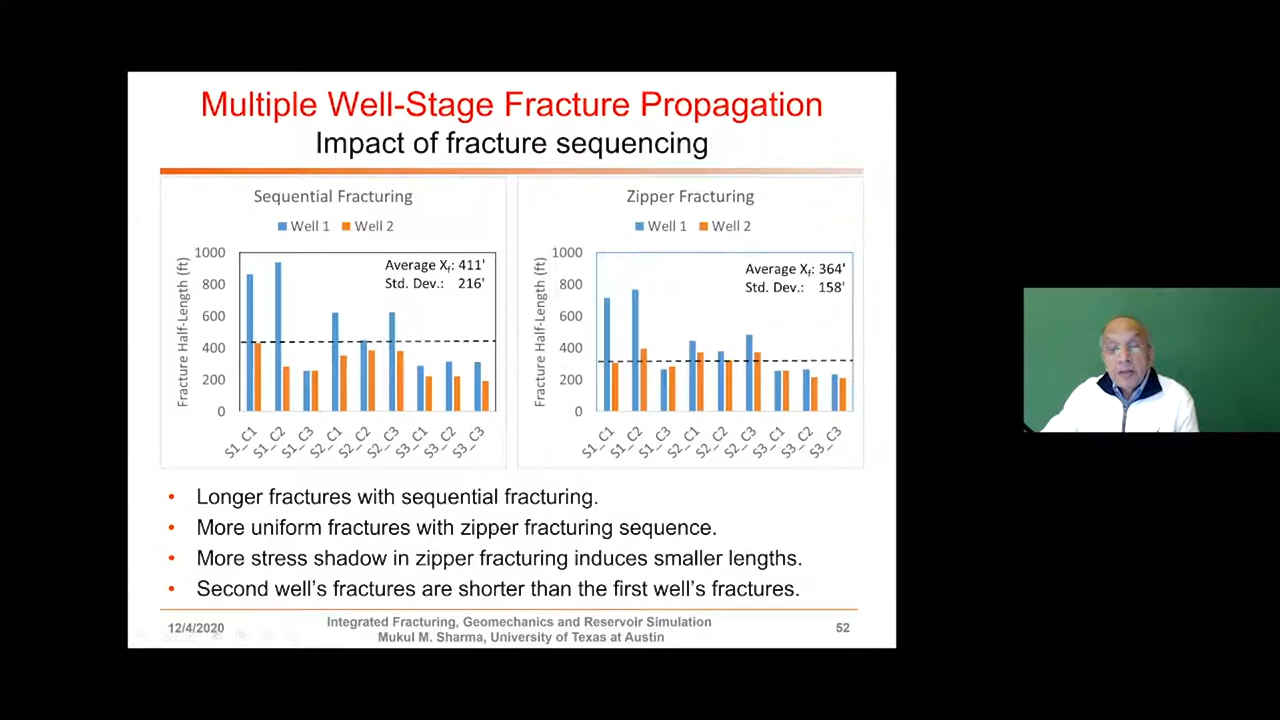 Multiple Well-Stage Fracture Propagation
Impact of fracture sequencing
Sequential Fracturing
Well 1 Well 2
Fracture Half-Length (ft)
1000
800
600
400
200
0
Average Xf: 411'
Std. Dev.: 216'
S1_C1
S1_C2
S1_C3
S2_C1
S2_C2
S2_C3
S3_C1
S3_C2
S3_C3
Zipper Fracturing
Well 1 Well 2
Fracture Half-Length (ft)
1000
800
600
400
200
0
Average Xf: 364'
Std. Dev.: 158'
S1_C1
S1_C2
S1_C3
S2_C1
S2_C2
S2_C3
S3_C1
S3_C2
S3_C3
• Longer fractures with sequential fracturing.
• More uniform fractures with zipper fracturing sequence.
• More stress shadow in zipper fracturing induces smaller lengths.
• Second well's fractures are shorter than the first well's fractures.
12/4/2020
Integrated Fracturing, Geomechanics and Reservoir Simulation
Mukul M. Sharma, University of Texas at Austin
52